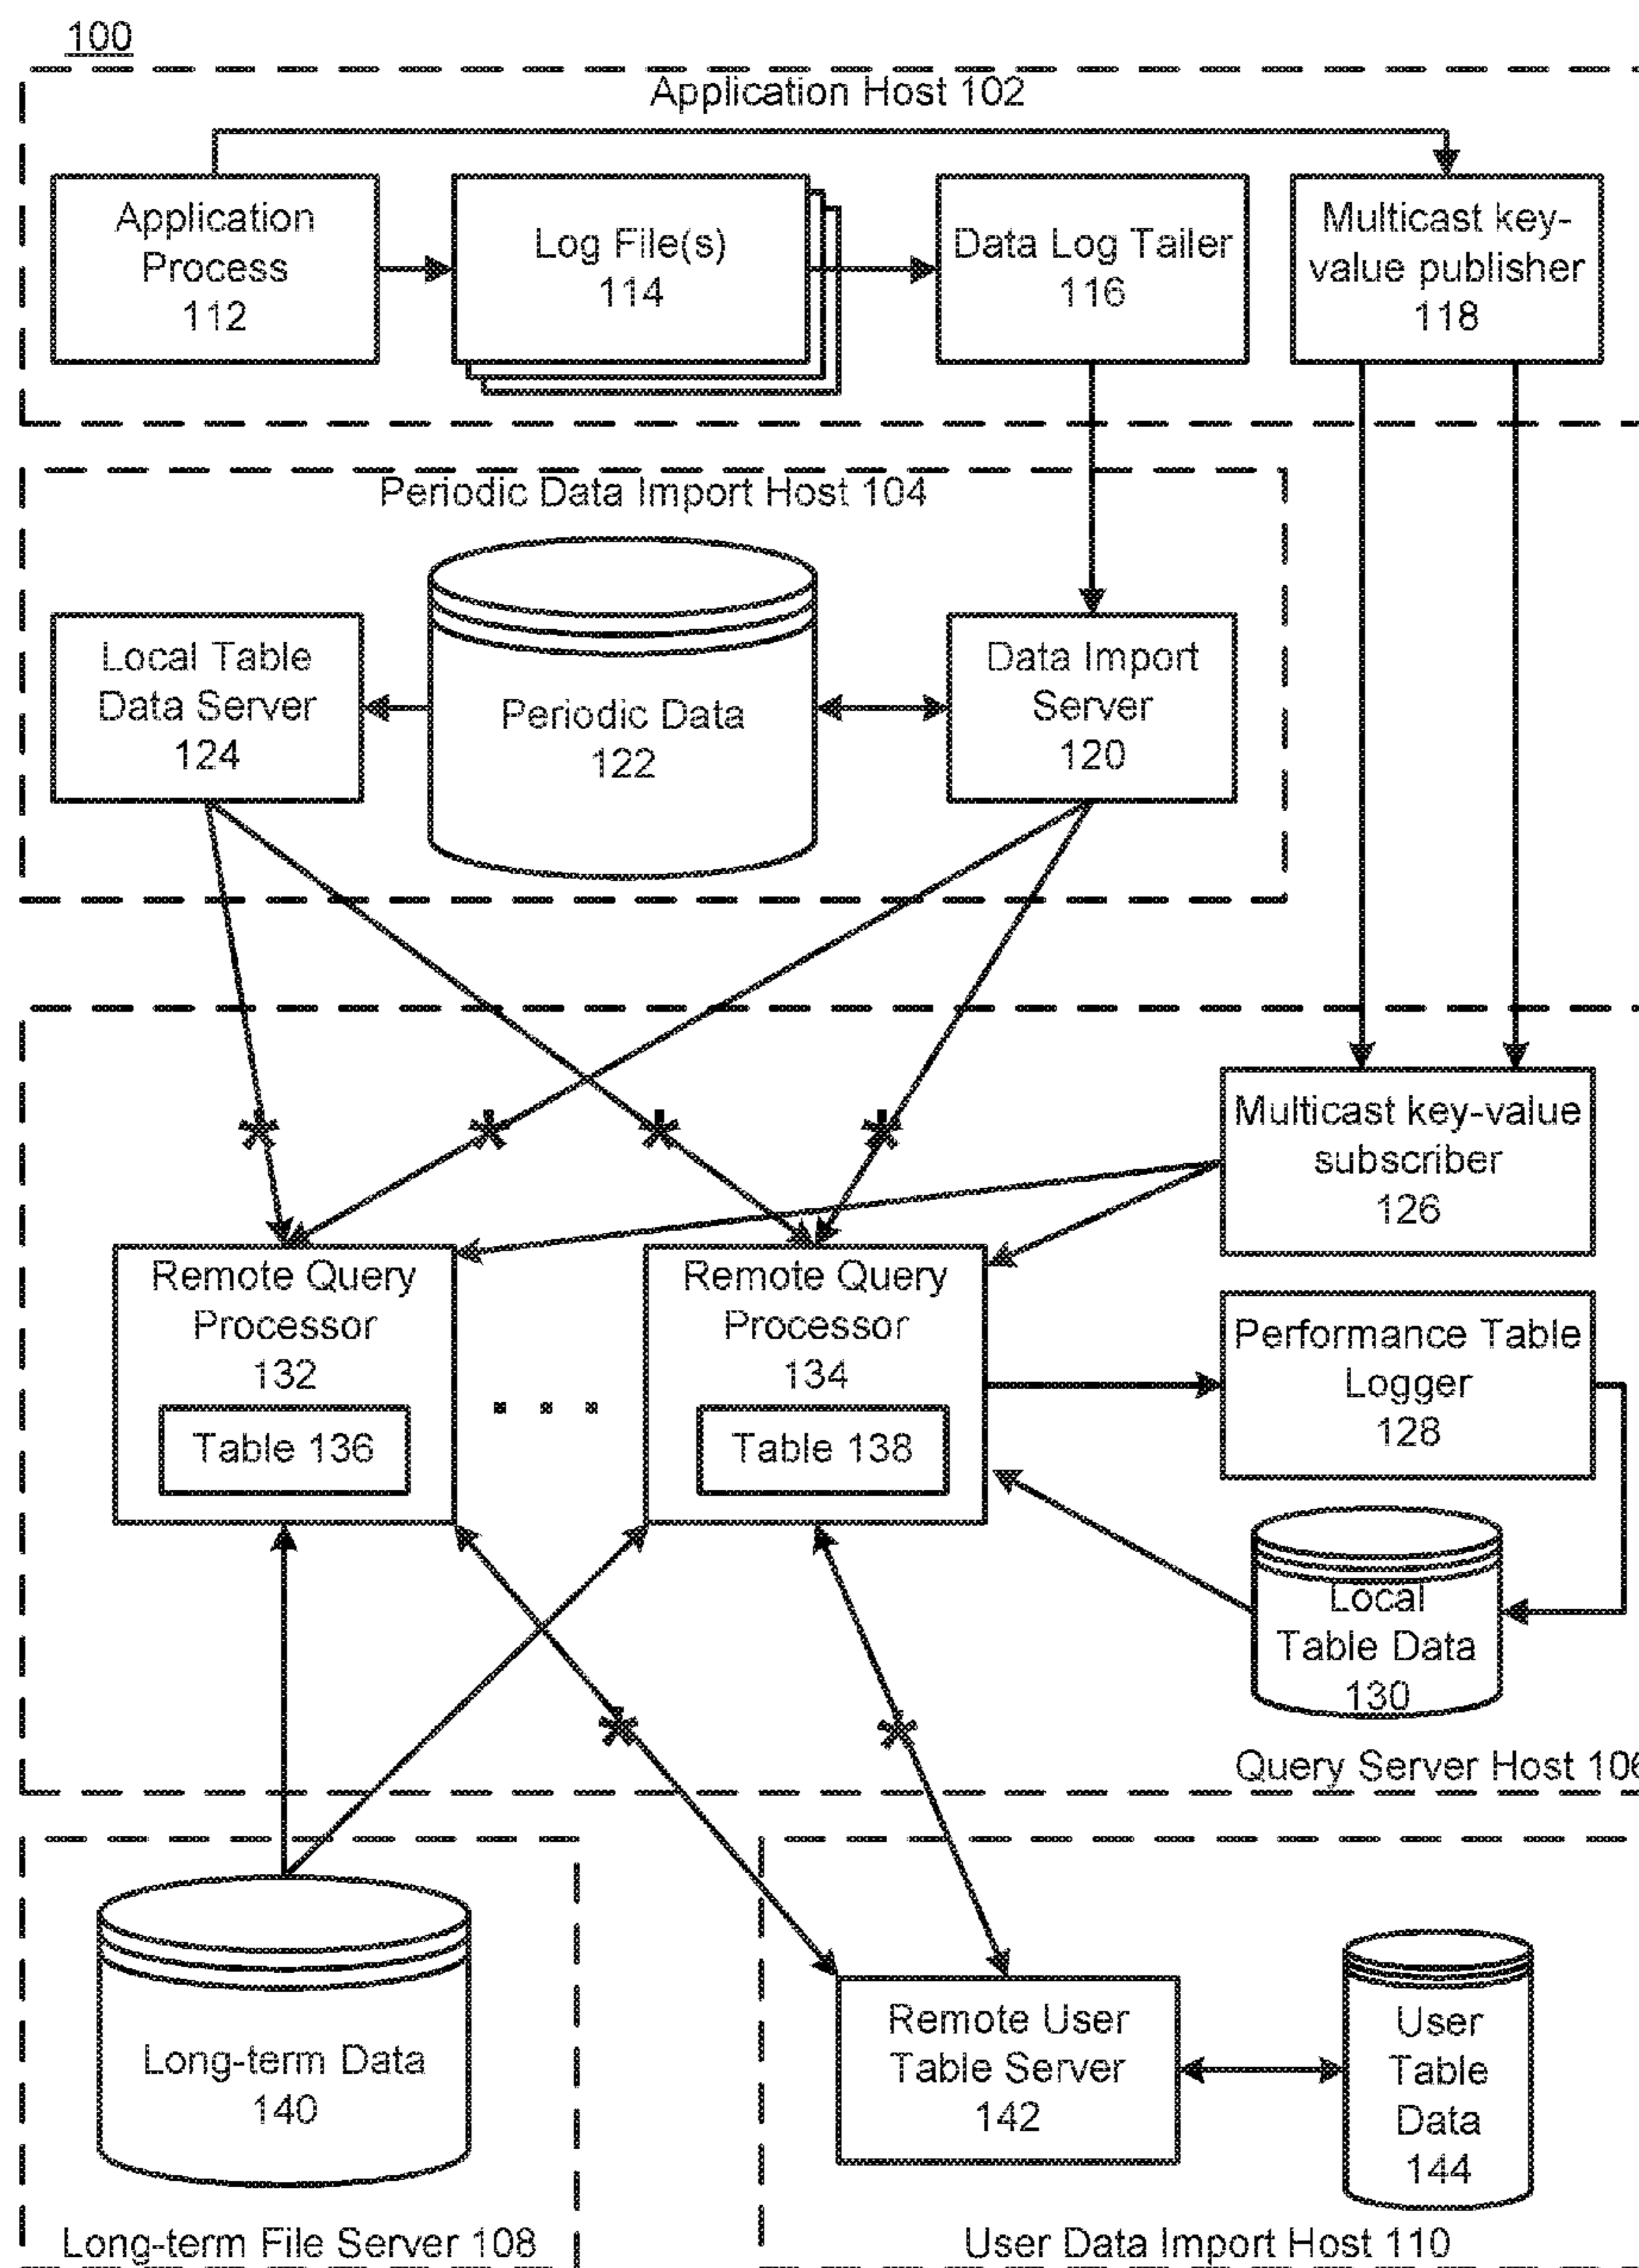 100
Application Host 102
Application
Process
112
Log File(s)
114
Data Log Tailer
116
Multicast key-
value publisher
118
Periodic Data Import Host 104
Local Table
Data Server
124
Periodic Data
122
Data Import
Server
120
Multicast key-value
subscriber
126
Remote Query
Processor
132
Table 136
. . .
Remote Query
Processor
134
Table 138
Performance Table
Logger
128
Local
Table Data
130
Query Server Host 106
Long-term Data
140
Long-term File Server 108
Remote User
Table Server
142
User
Table
Data
144
User Data Import Host 110